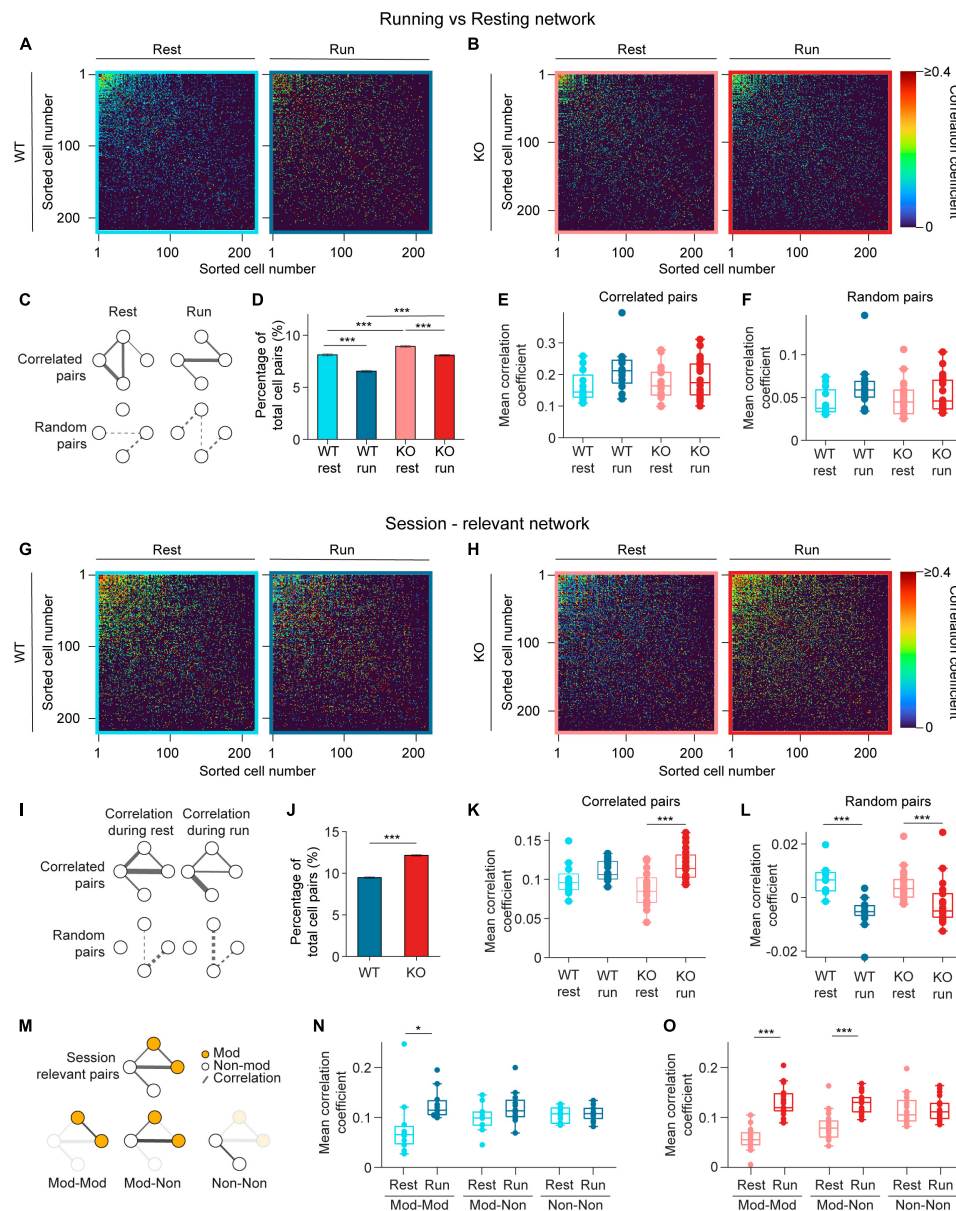 Running vs Resting network
A
Rest
Run
WT
Sorted cell number
1
100
200
1
100
200
1
100
200
Sorted cell number
B
Rest
Run
KO
Sorted cell number
1
100
200
1
100
200
1
100
200
Sorted cell number
≥0.4
0
Correlation coefficient
C
Rest
Run
Correlated
pairs
Random
pairs
D
Percentage of
total cell pairs (%)
10
5
0
***
***
***
***
WT
rest
WT
run
KO
rest
KO
run
E
Correlated pairs
Mean correlation
coefficient
0.3
0.2
0.1
0
WT
rest
WT
run
KO
rest
KO
run
F
Random pairs
Mean correlation
coefficient
0.1
0.05
0
WT
rest
WT
run
KO
rest
KO
run
Session - relevant network
G
Rest
Run
WT
Sorted cell number
1
100
200
1
100
200
1
100
200
Sorted cell number
H
Rest
Run
KO
Sorted cell number
1
100
200
1
100
200
1
100
200
Sorted cell number
≥0.4
0
Correlation coefficient
I
Correlation
during rest
Correlation
during run
Correlated
pairs
Random
pairs
J
Percentage of
total cell pairs (%)
15
10
5
0
***
WT
KO
K
Correlated pairs
Mean correlation
coefficient
0.15
0.1
0.05
0
***
WT
rest
WT
run
KO
rest
KO
run
L
Random pairs
Mean correlation
coefficient
0.02
0
-0.02
***
***
WT
rest
WT
run
KO
rest
KO
run
M
Session
relevant pairs
Mod
Non-mod
Correlation
Mod-Mod
Mod-Non
Non-Non
N
Mean correlation
coefficient
0.2
0.1
0
*
Rest Run
Rest Run
Rest Run
Mod-Mod
Mod-Non
Non-Non
O
Mean correlation
coefficient
0.2
0.1
0
***
***
Rest Run
Rest Run
Rest Run
Mod-Mod
Mod-Non
Non-Non